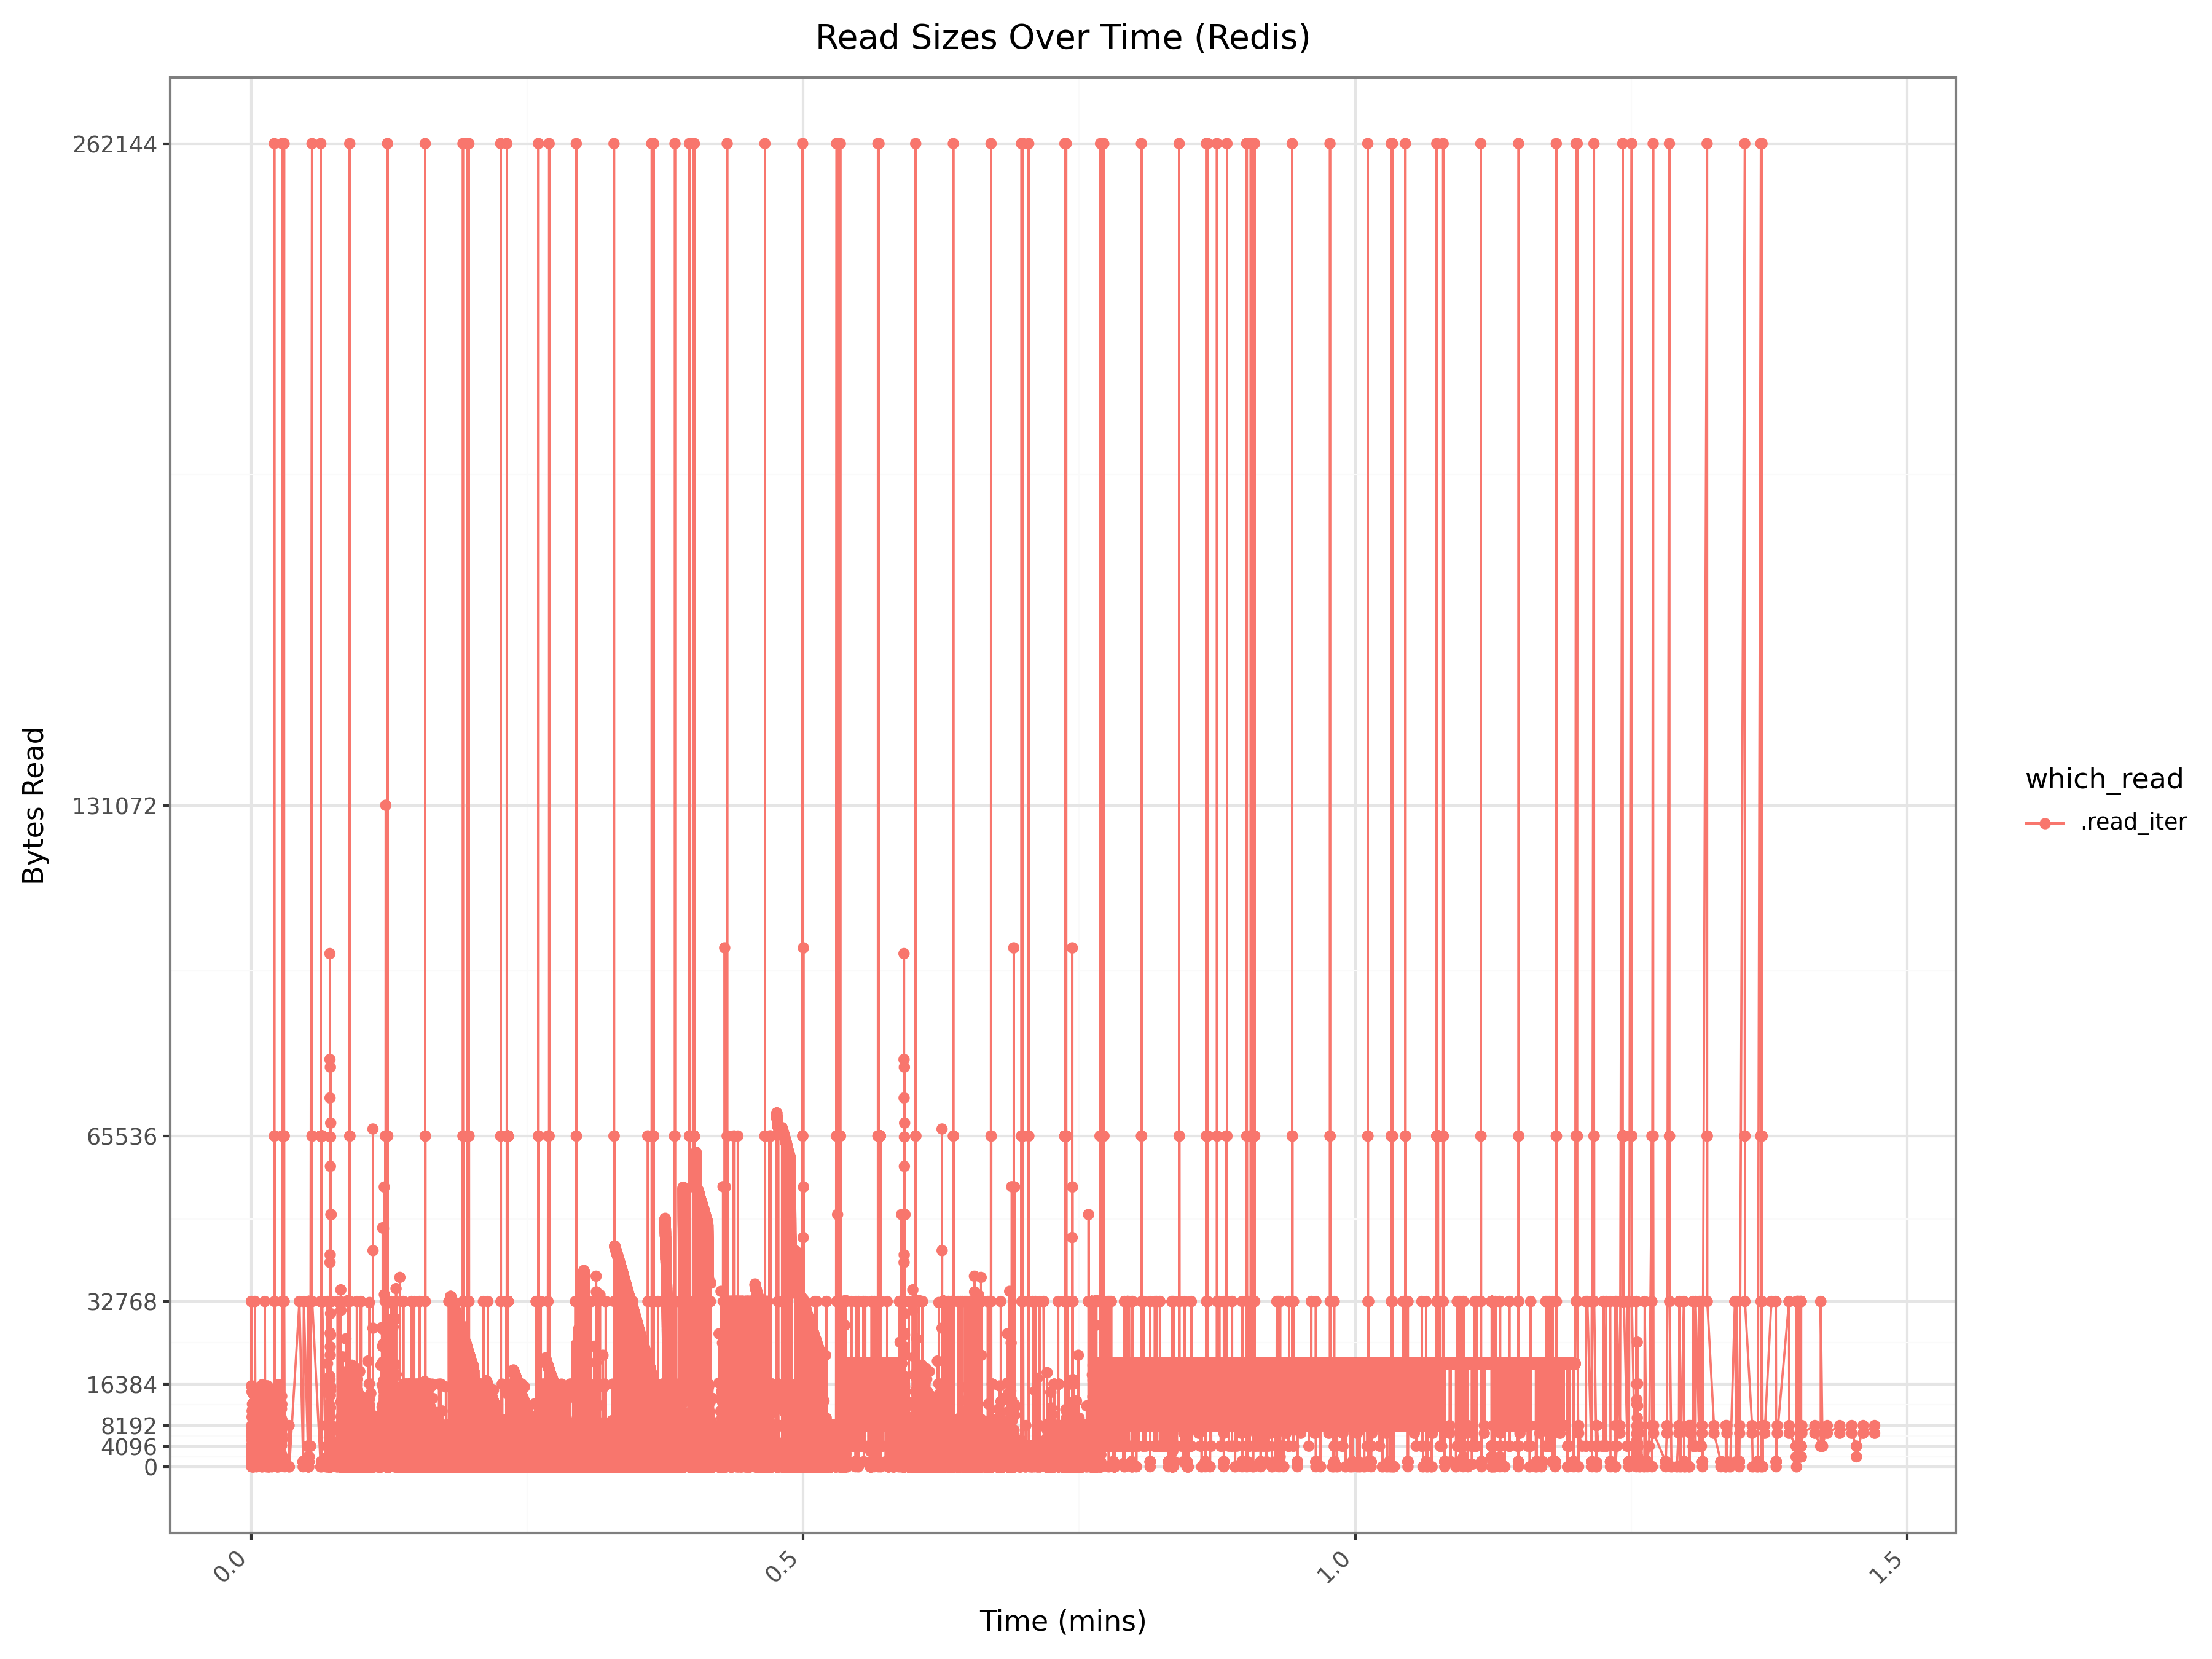 Read Sizes Over Time (Redis)
262144
131072
65536
32768
16384
8192
4096
0
Bytes Read
0.0
0.5
1.0
1.5
Time (mins)
which_read
.read_iter